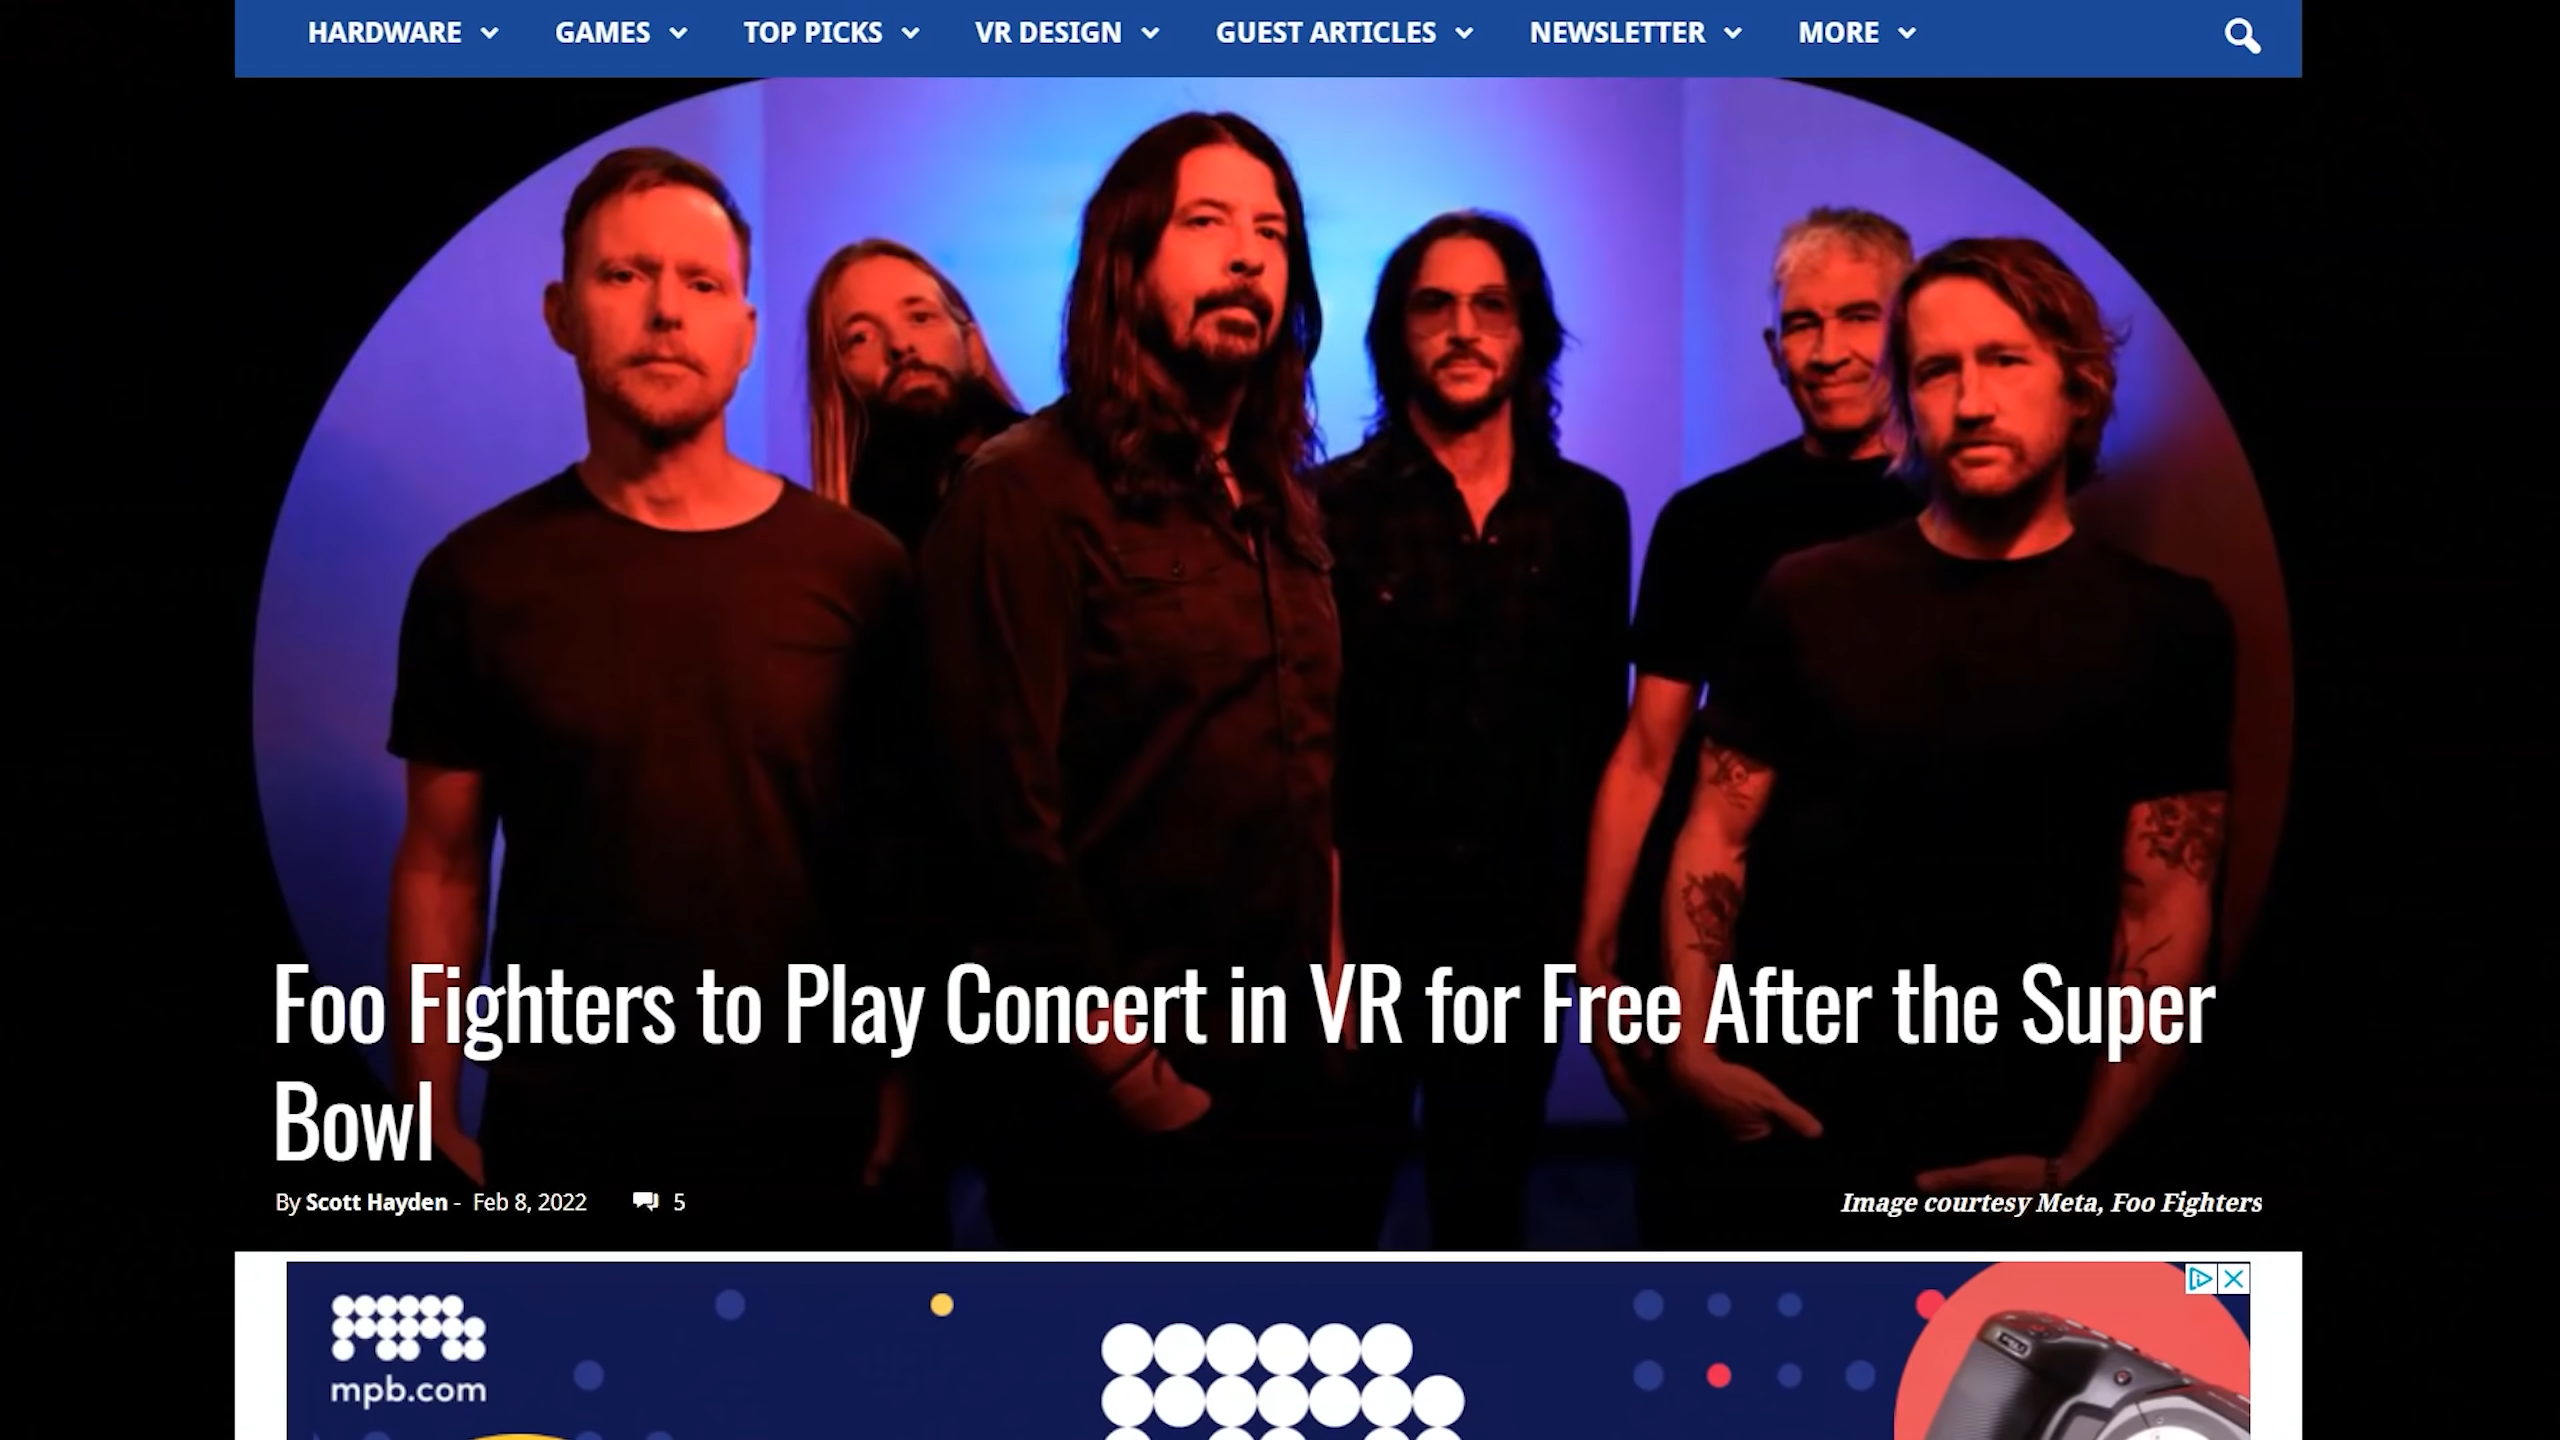 HARDWARE GAMES TOP PICKS VR DESIGN GUEST ARTICLES NEWSLETTER MORE
Foo Fighters to Play Concert in VR for Free After the Super
Bowl
By Scott Hayden - Feb 8, 2022 5
Image courtesy Meta, Foo Fighters
mpb.com